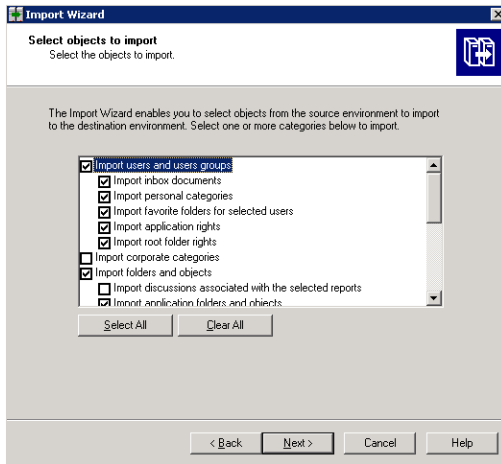 Import Wizard
Select objects to import
Select the objects to import.
The Import Wizard enables you to select objects from the source environment to import
to the destination environment. Select one or more categories below to import.
Import users and users groups
Import inbox documents
Import personal categories
Import favorite folders for selected users
Import application rights
Import root folder rights
Import corporate categories
Import folders and objects
Import discussions associated with the selected reports
Import application folders and objects
Select All Clear All
< Back Next > Cancel Help